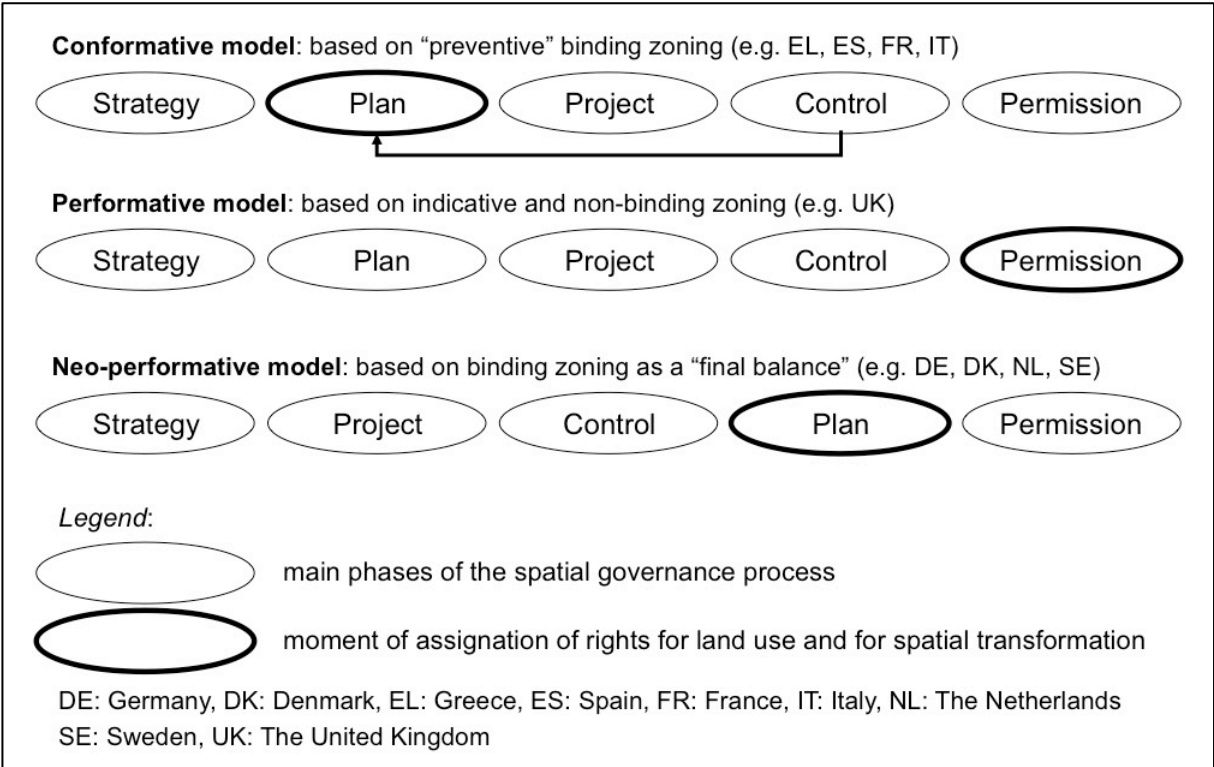 Conformative model: based on “preventive” binding zoning (e.g. EL, ES, FR, IT)
Strategy Plan Project Control Permission
Performative model: based on indicative and non-binding zoning (e.g. UK)
Strategy Plan Project Control Permission
Neo-performative model: based on binding zoning as a “final balance” (e.g. DE, DK, NL, SE)
Strategy Project Control Plan Permission
Legend:
main phases of the spatial governance process
moment of assignation of rights for land use and for spatial transformation
DE: Germany, DK: Denmark, EL: Greece, ES: Spain, FR: France, IT: Italy, NL: The Netherlands
SE: Sweden, UK: The United Kingdom